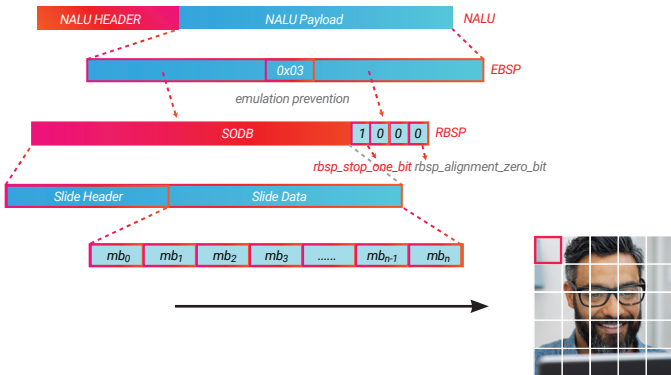 NALU HEADER NALU Payload NALU
0x03 EBSP
emulation prevention
SODB 1 0 0 0 RBSP
rbsp_stop_one_bit rbsp_alignment_zero_bit
Slide Header Slide Data
mb0 mb1 mb2 mb3 ...... mbn-1 mbn